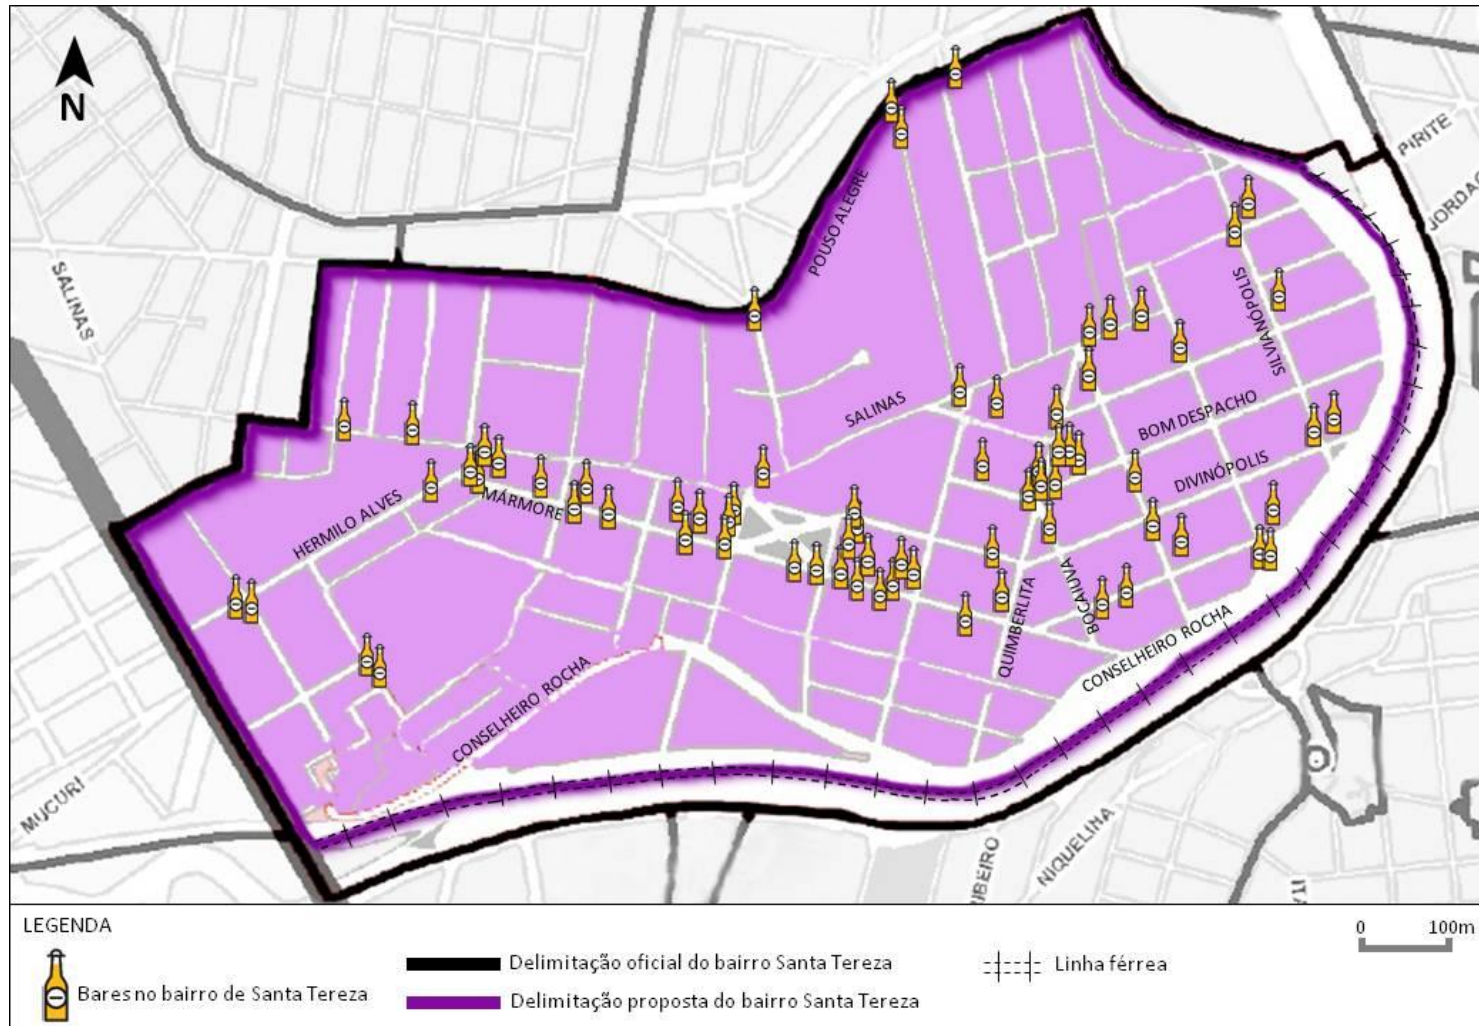 N
PIRITE
JORDAC
POUSO ALEGRE
SALINAS
SILVIANÓPOLIS
SALINAS
BOM DESPACHO
DIVINÓPOLIS
MÁRMORE
HERMILO ALVES
QUIMBERLITA
BOCAIUVA
CONSELHEIRO ROCHA
CONSELHEIRO ROCHA
MUCURI
NIQUELINA
IBEIRO
LEGENDA
Bares no bairro de Santa Tereza
Delimitação oficial do bairro Santa Tereza
Delimitação proposta do bairro Santa Tereza
Linha férrea
0 100m